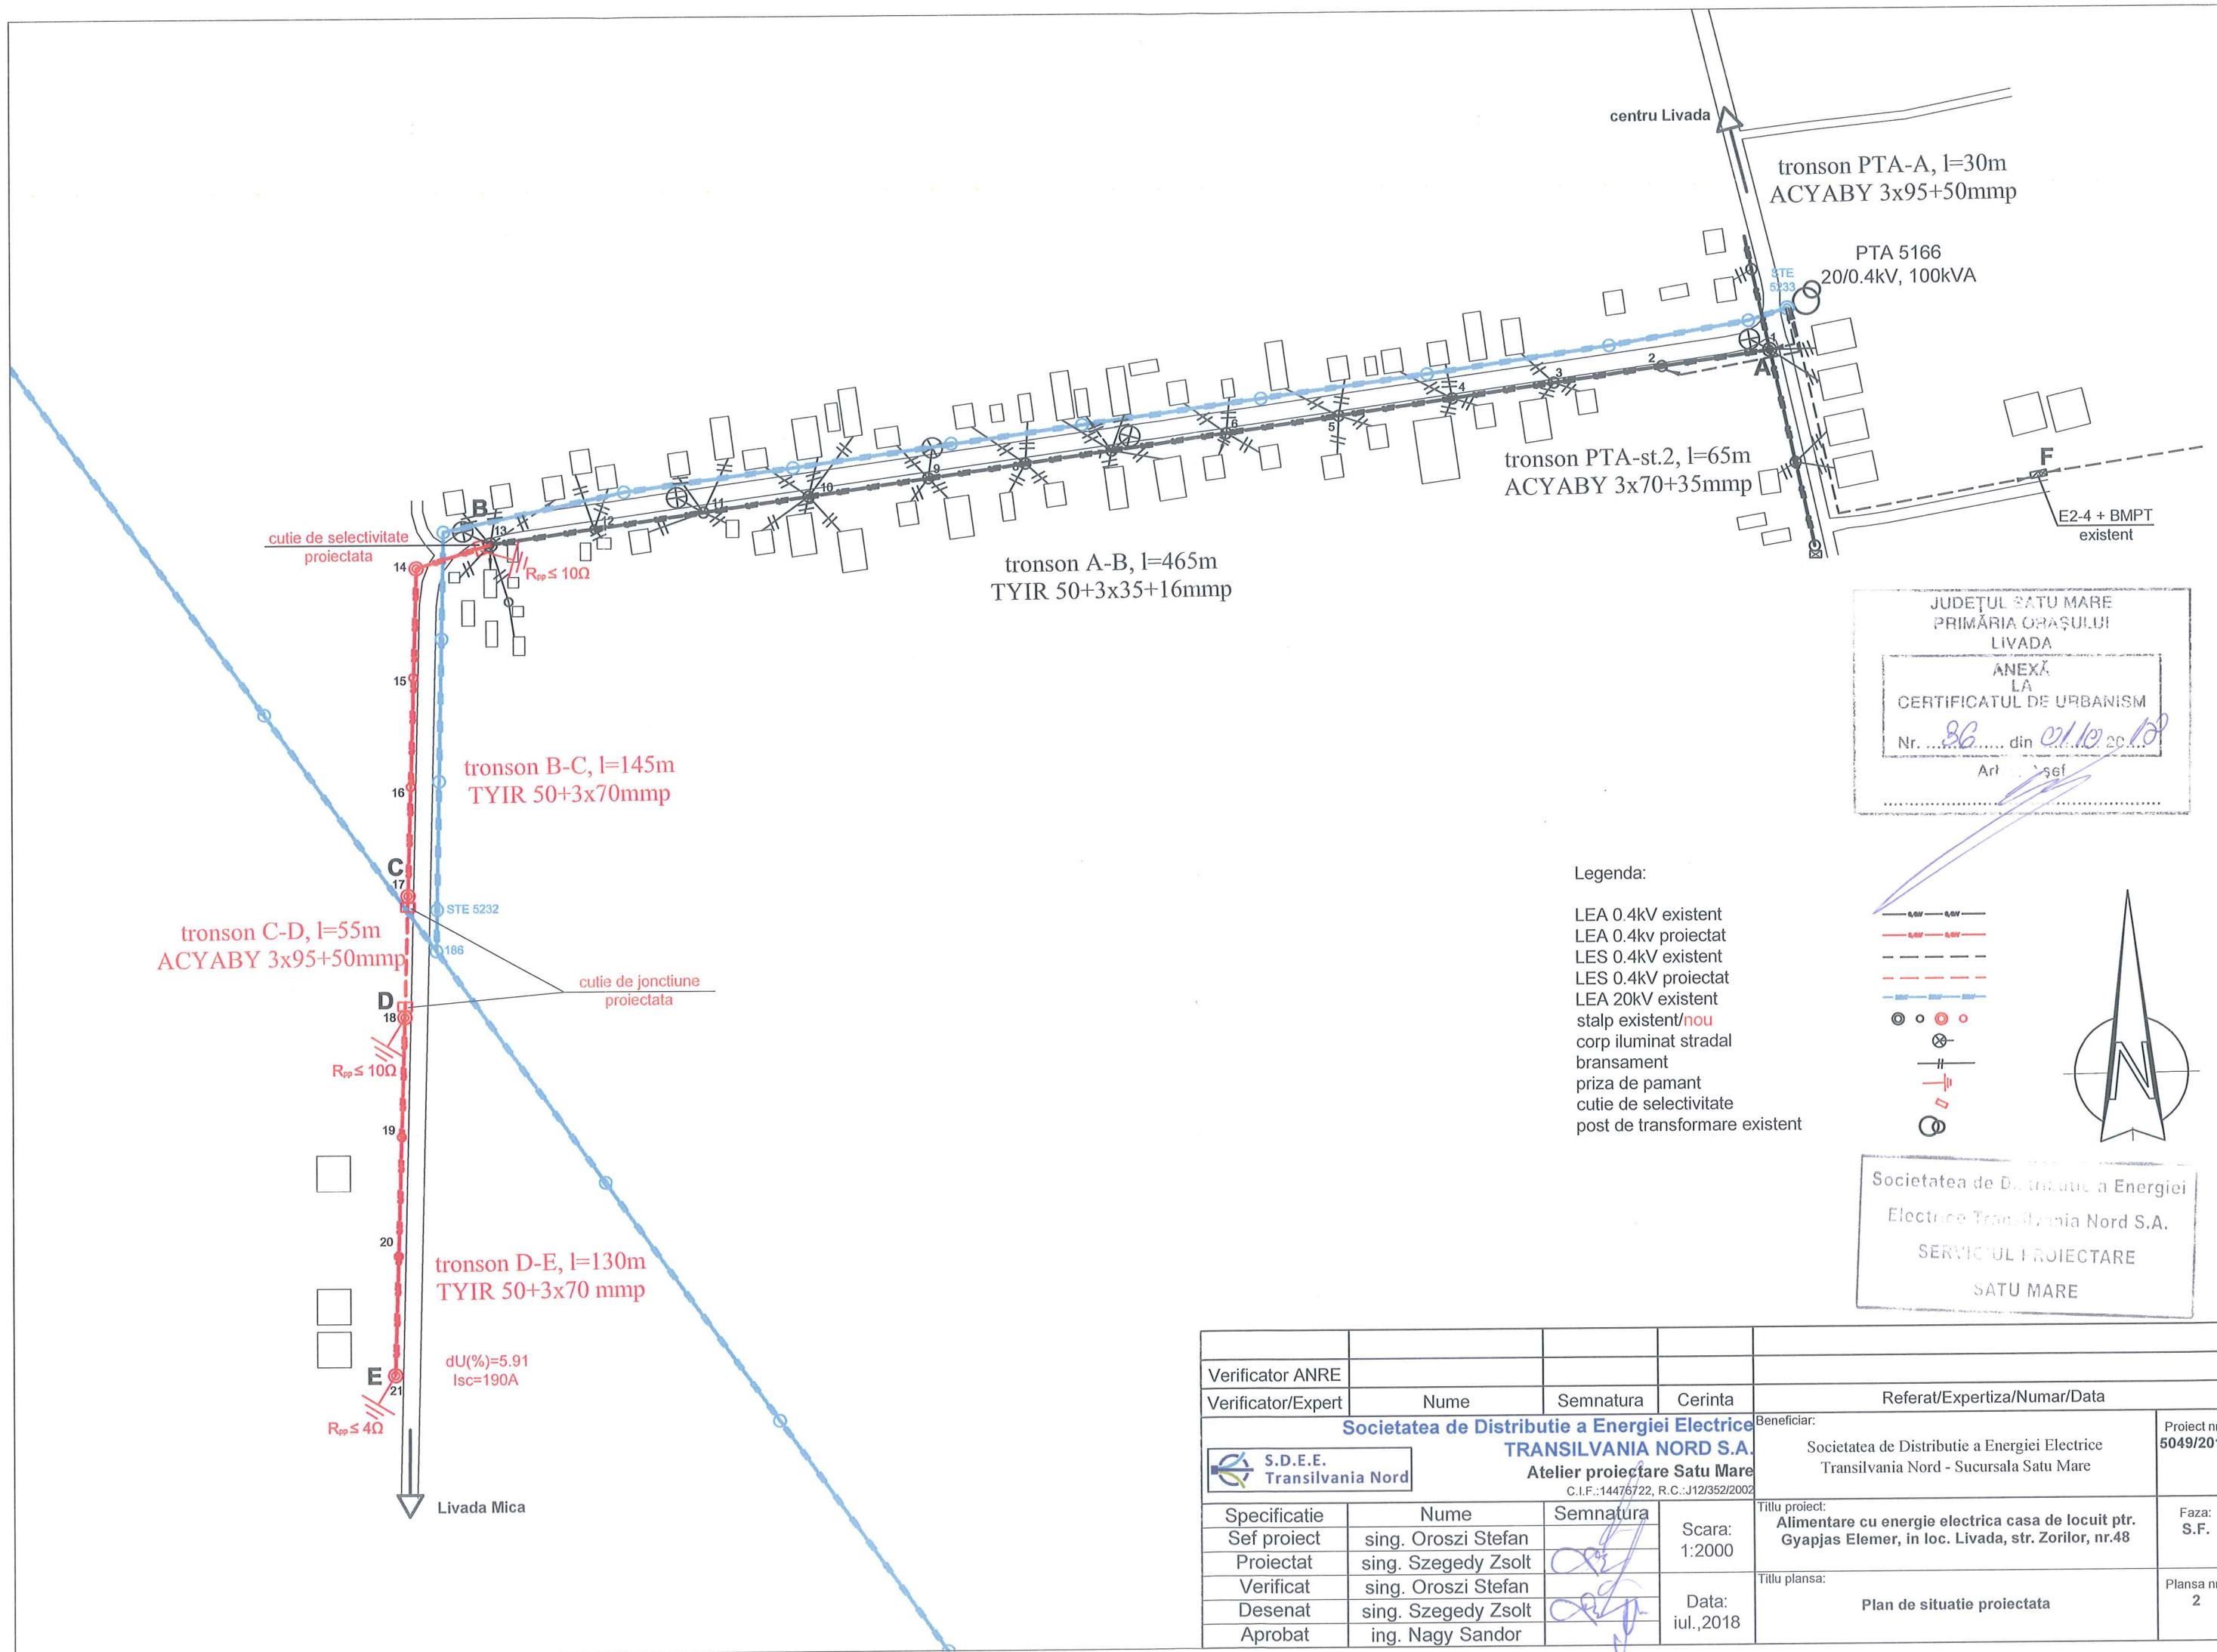 centru Livada
tronson PTA-A, l=30m
ACYABY 3x95+50mmp
PTA 5166
20/0.4kV, 100kVA
STE
5233
1
A
2
3
4
5
6
9
10
11
12
13
B
tronson PTA-st.2, l=65m
ACYABY 3x70+35mmp
F
E2-4 + BMPT
existent
cutie de selectivitate
proiectata
14
Rpp ≤ 10Ω
tronson A-B, l=465m
TYIR 50+3x35+16mmp
JUDEȚUL SATU MARE
PRIMĂRIA ORAȘULUI
LIVADA
ANEXĂ
LA
CERTIFICATUL DE URBANISM
Nr. 36 din 01/10 20
15
tronson B-C, l=145m
TYIR 50+3x70mmp
16
C
17
STE 5232
tronson C-D, l=55m
ACYABY 3x95+50mmp
186
cutie de jonctiune
proiectata
D
18
Rpp ≤ 10Ω
19
20
tronson D-E, l=130m
TYIR 50+3x70 mmp
dU(%)=5.91
Isc=190A
E
21
Rpp ≤ 4Ω
Livada Mica
Legenda:
LEA 0.4kV existent
LEA 0.4kv proiectat
LES 0.4kV existent
LES 0.4kV proiectat
LEA 20kV existent
stalp existent/nou
corp iluminat stradal
bransament
priza de pamant
cutie de selectivitate
post de transformare existent
N
Societatea de Distributie a Energiei
Electrice Transilvania Nord S.A.
SERVICIUL PROIECTARE
SATU MARE
Verificator ANRE
Verificator/Expert Nume Semnatura Cerinta Referat/Expertiza/Numar/Data
Societatea de Distributie a Energiei Electrice
TRANSILVANIA NORD S.A.
S.D.E.E.
Transilvania Nord
Atelier proiectare Satu Mare
C.I.F.:14476722, R.C.:J12/352/2002
Beneficiar:
Societatea de Distributie a Energiei Electrice
Transilvania Nord - Sucursala Satu Mare
Proiect
5049/
Specificatie Nume Semnatura
Sef proiect sing. Oroszi Stefan
Proiectat sing. Szegedy Zsolt
Verificat sing. Oroszi Stefan
Desenat sing. Szegedy Zsolt
Aprobat ing. Nagy Sandor
Scara:
1:2000
Data:
iul.,2018
Titlu proiect:
Alimentare cu energie electrica casa de locuit ptr.
Gyapjas Elemer, in loc. Livada, str. Zorilor, nr.48
Faza:
S.F.
Titlu plansa:
Plan de situatie proiectata
Plansa
2